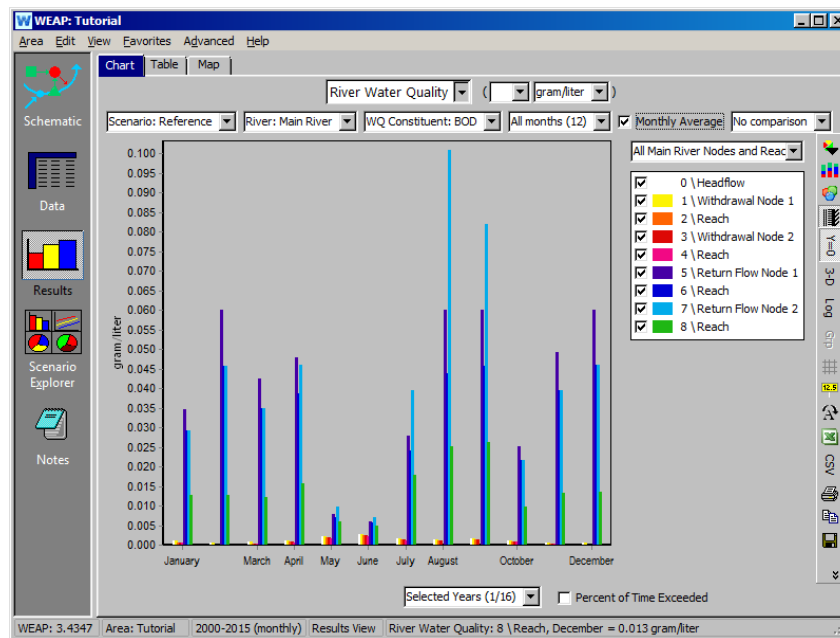 WEAP: Tutorial
Area Edit View Favorites Advanced Help
Chart Table Map
River Water Quality ( gram/liter )
Scenario: Reference River: Main River WQ Constituent: BOD All months (12) Monthly Average No comparison
All Main River Nodes and Reac
0 \ Headflow
1 \ Withdrawal Node 1
2 \ Reach
3 \ Withdrawal Node 2
4 \ Reach
5 \ Return Flow Node 1
6 \ Reach
7 \ Return Flow Node 2
8 \ Reach
Schematic
Data
Results
Scenario
Explorer
Notes
gram/liter
0.100
0.095
0.090
0.085
0.080
0.075
0.070
0.065
0.060
0.055
0.050
0.045
0.040
0.035
0.030
0.025
0.020
0.015
0.010
0.005
0.000
January March April May June July August October December
Y=0
3-D
Log
Grp
12.5
A
CSV
Selected Years (1/16) Percent of Time Exceeded
WEAP: 3.4347 Area: Tutorial 2000-2015 (monthly) Results View River Water Quality: 8 \ Reach, December = 0.013 gram/liter